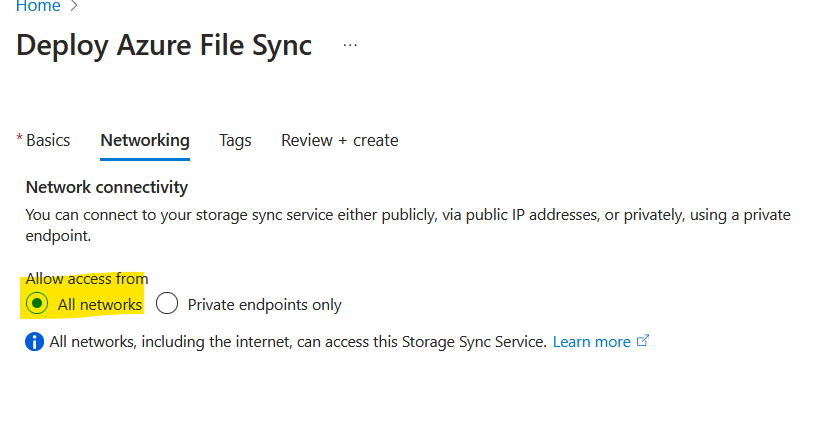 Home >
Deploy Azure File Sync ...
* Basics Networking Tags Review + create
Network connectivity
You can connect to your storage sync service either publicly, via public IP addresses, or privately, using a private
endpoint.
Allow access from
All networks Private endpoints only
All networks, including the internet, can access this Storage Sync Service. Learn more